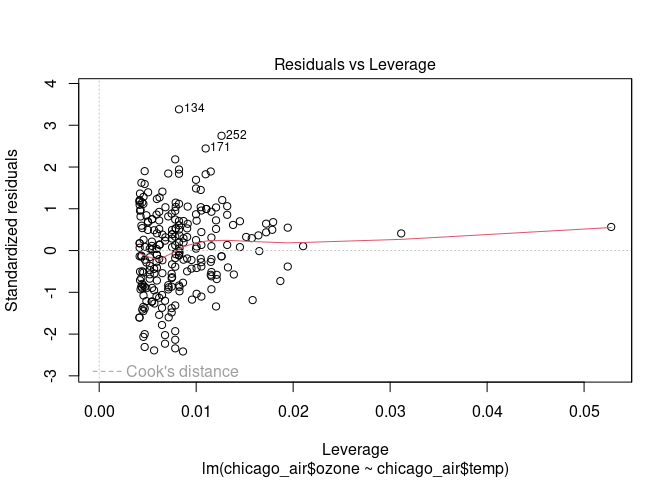 Residuals vs Leverage
Standardized residuals
4
3
2
1
0
-1
-2
-3
134
252
171
Cook's distance
0.00 0.01 0.02 0.03 0.04 0.05
Leverage
lm(chicago_air$ozone ~ chicago_air$temp)